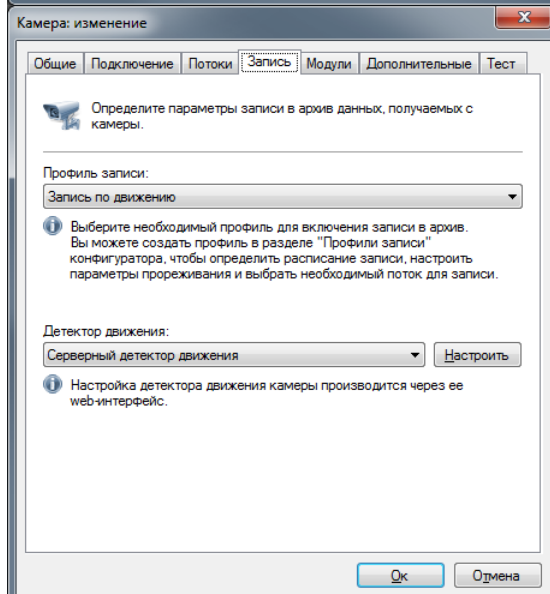 Камера: изменение
Общие Подключение Потоки Запись Модули Дополнительные Тест
Определите параметры записи в архив данных, получаемых с
камеры.
Профиль записи:
Запись по движению
Выберите необходимый профиль для включения записи в архив.
Вы можете создать профиль в разделе "Профили записи"
конфигуратора, чтобы определить расписание записи, настроить
параметры прореживания и выбрать необходимый поток для записи.
Детектор движения:
Серверный детектор движения Настроить
Настройка детектора движения камеры производится через ее
web-интерфейс.
Ок Отмена